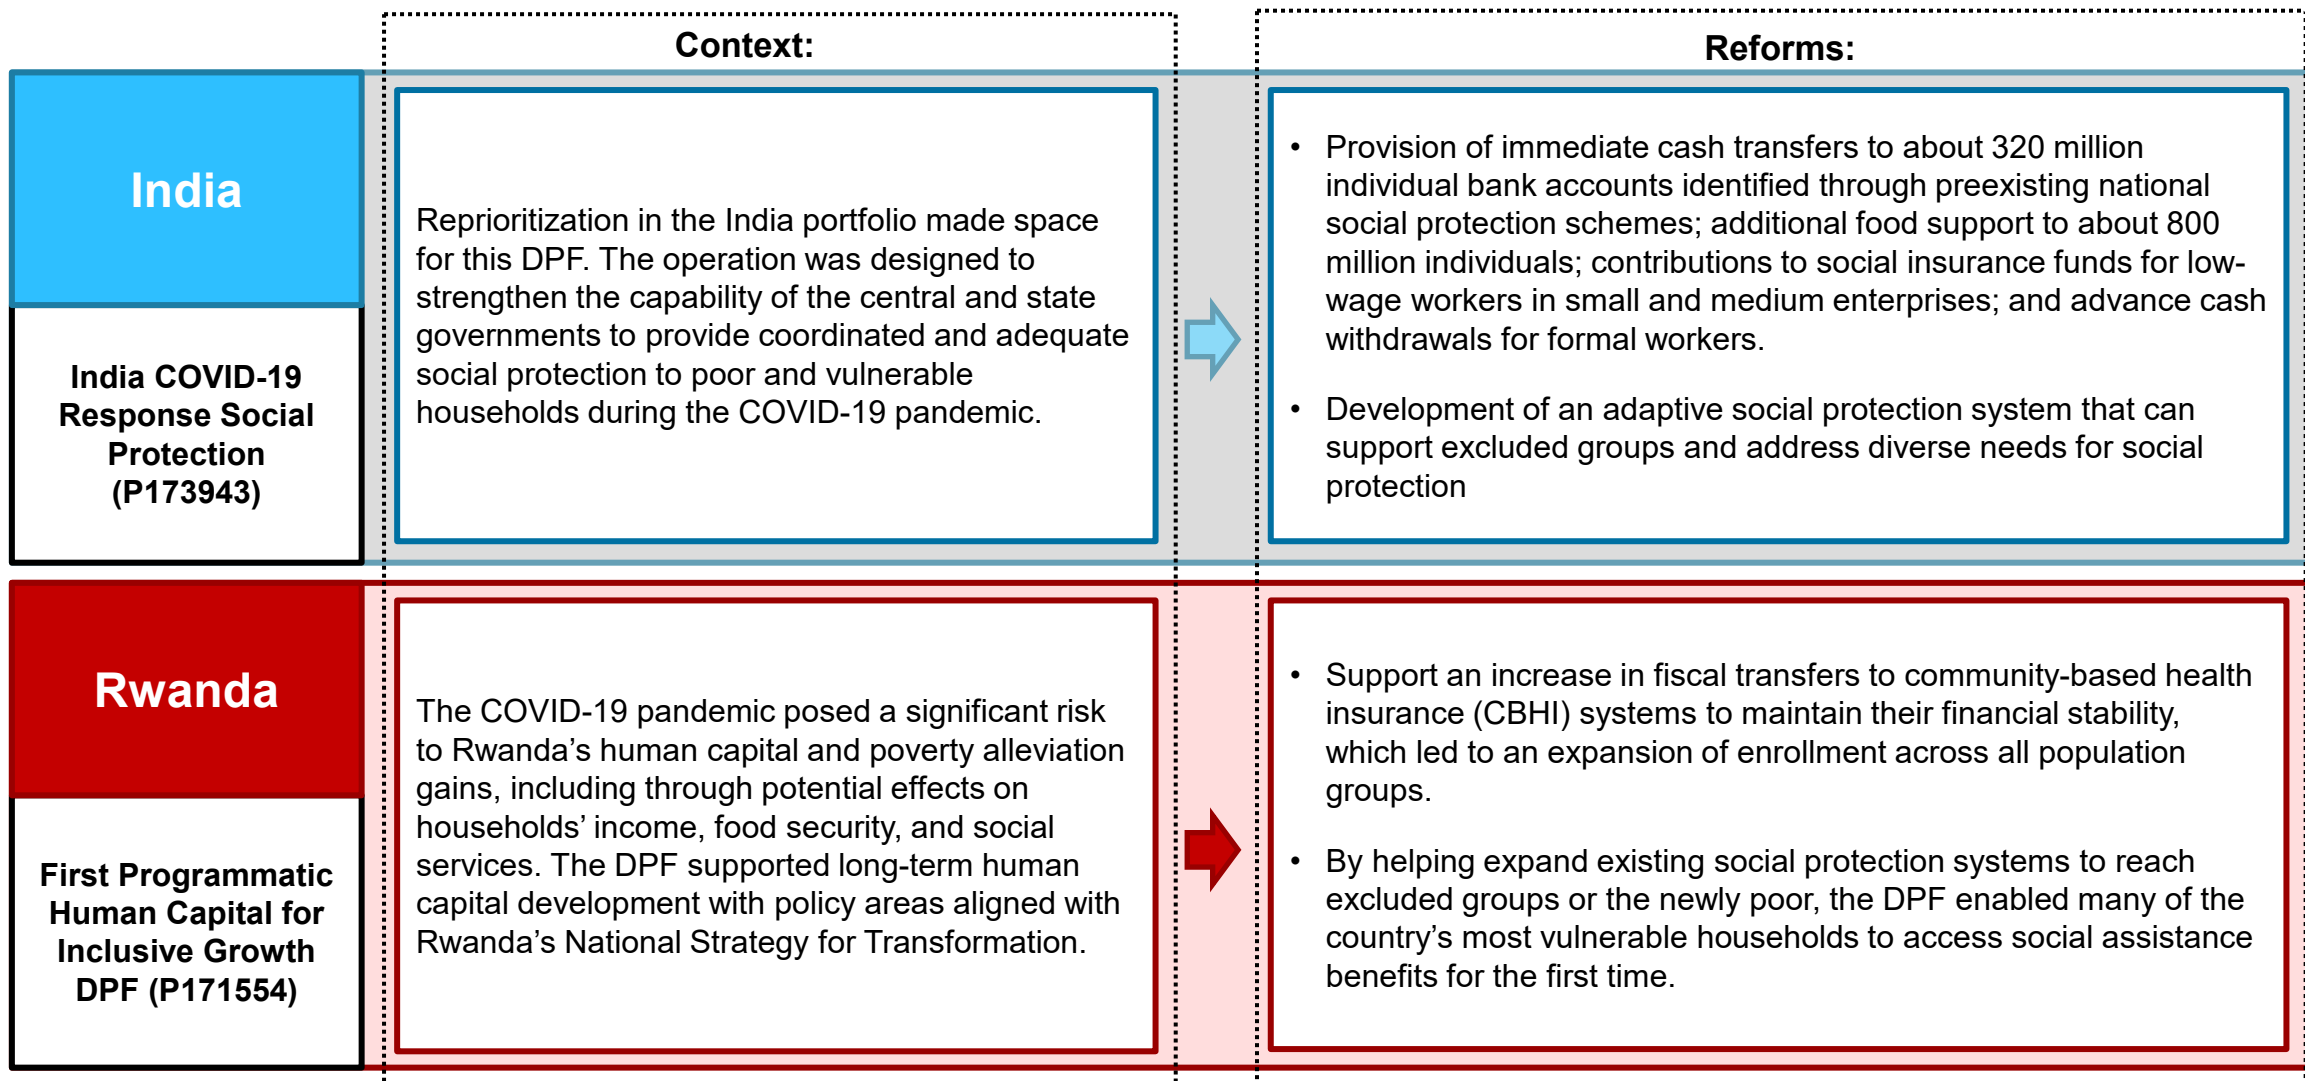 Context:
Reforms:
India
India COVID-19
Response Social
Protection
(P173943)
Reprioritization in the India portfolio made space
for this DPF. The operation was designed to
strengthen the capability of the central and state
governments to provide coordinated and adequate
social protection to poor and vulnerable
households during the COVID-19 pandemic.
• Provision of immediate cash transfers to about 320 million
individual bank accounts identified through preexisting national
social protection schemes; additional food support to about 800
million individuals; contributions to social insurance funds for low-
wage workers in small and medium enterprises; and advance cash
withdrawals for formal workers.
• Development of an adaptive social protection system that can
support excluded groups and address diverse needs for social
protection
Rwanda
First Programmatic
Human Capital for
Inclusive Growth
DPF (P171554)
The COVID-19 pandemic posed a significant risk
to Rwanda’s human capital and poverty alleviation
gains, including through potential effects on
households’ income, food security, and social
services. The DPF supported long-term human
capital development with policy areas aligned with
Rwanda’s National Strategy for Transformation.
• Support an increase in fiscal transfers to community-based health
insurance (CBHI) systems to maintain their financial stability,
which led to an expansion of enrollment across all population
groups.
• By helping expand existing social protection systems to reach
excluded groups or the newly poor, the DPF enabled many of the
country’s most vulnerable households to access social assistance
benefits for the first time.